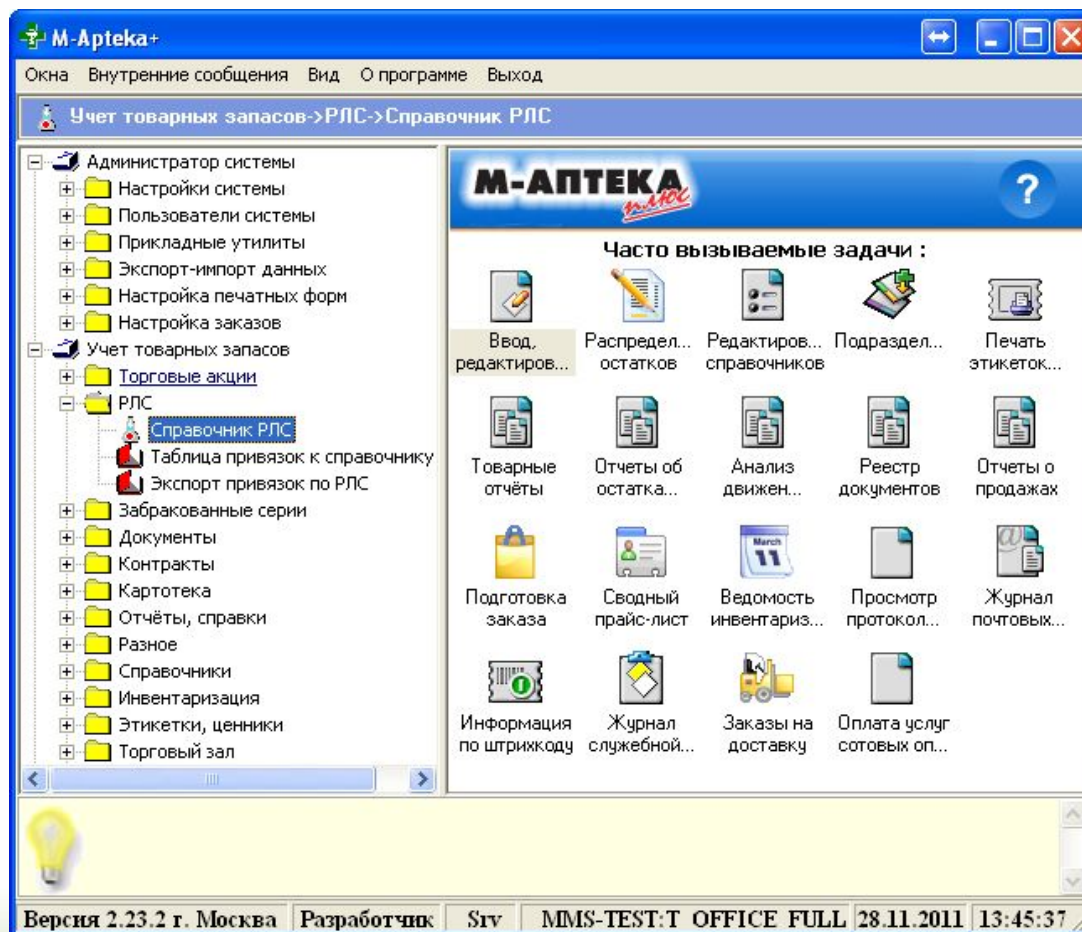 M-Apteka+
Окна Внутренние сообщения Вид О программе Выход
Учет товарных запасов->РЛС->Справочник РЛС
Администратор системы
Настройки системы
Пользователи системы
Прикладные утилиты
Экспорт-импорт данных
Настройка печатных форм
Настройка заказов
Учет товарных запасов
Торговые акции
РЛС
Справочник РЛС
Таблица привязок к справочнику
Экспорт привязок по РЛС
Забракованные серии
Документы
Контракты
Картотека
Отчёты, справки
Разное
Справочники
Инвентаризация
Этикетки, ценники
Торговый зал
М-АПТЕКА
плюс
?
Часто вызываемые задачи :
Ввод, редактиров...
Распредел... остатков
Редактиров... справочников
Подраздел...
Печать этикеток...
Товарные отчёты
Отчеты об остатка...
Анализ движен...
Реестр документов
Отчеты о продажах
Подготовка заказа
Сводный прайс-лист
March
11
Ведомость инвентариз...
Просмотр протокол...
Журнал почтовых...
Информация по штрихкоду
Журнал служебной...
Заказы на доставку
Оплата услуг сотовых оп...
Версия 2.23.2 г. Москва Разработчик Srv MMS-TEST:T OFFICE FULL 28.11.2011 13:45:37